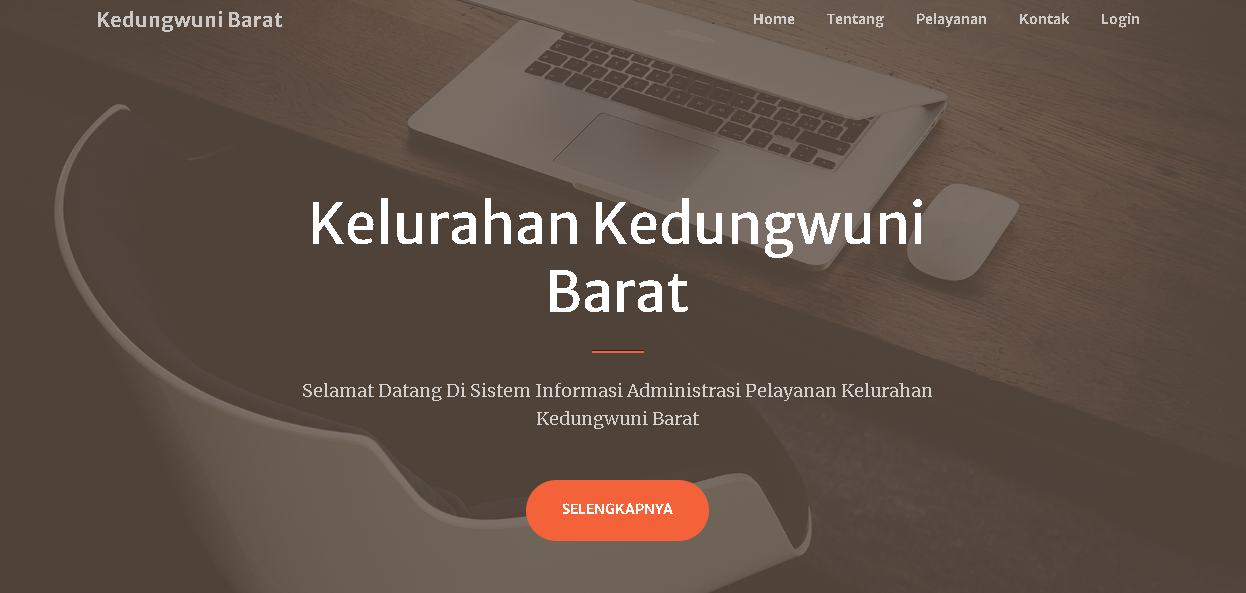 Kedungwuni Barat
Home Tentang Pelayanan Kontak Login
Kelurahan Kedungwuni
Barat
Selamat Datang Di Sistem Informasi Administrasi Pelayanan Kelurahan
Kedungwuni Barat
SELENGKAPNYA